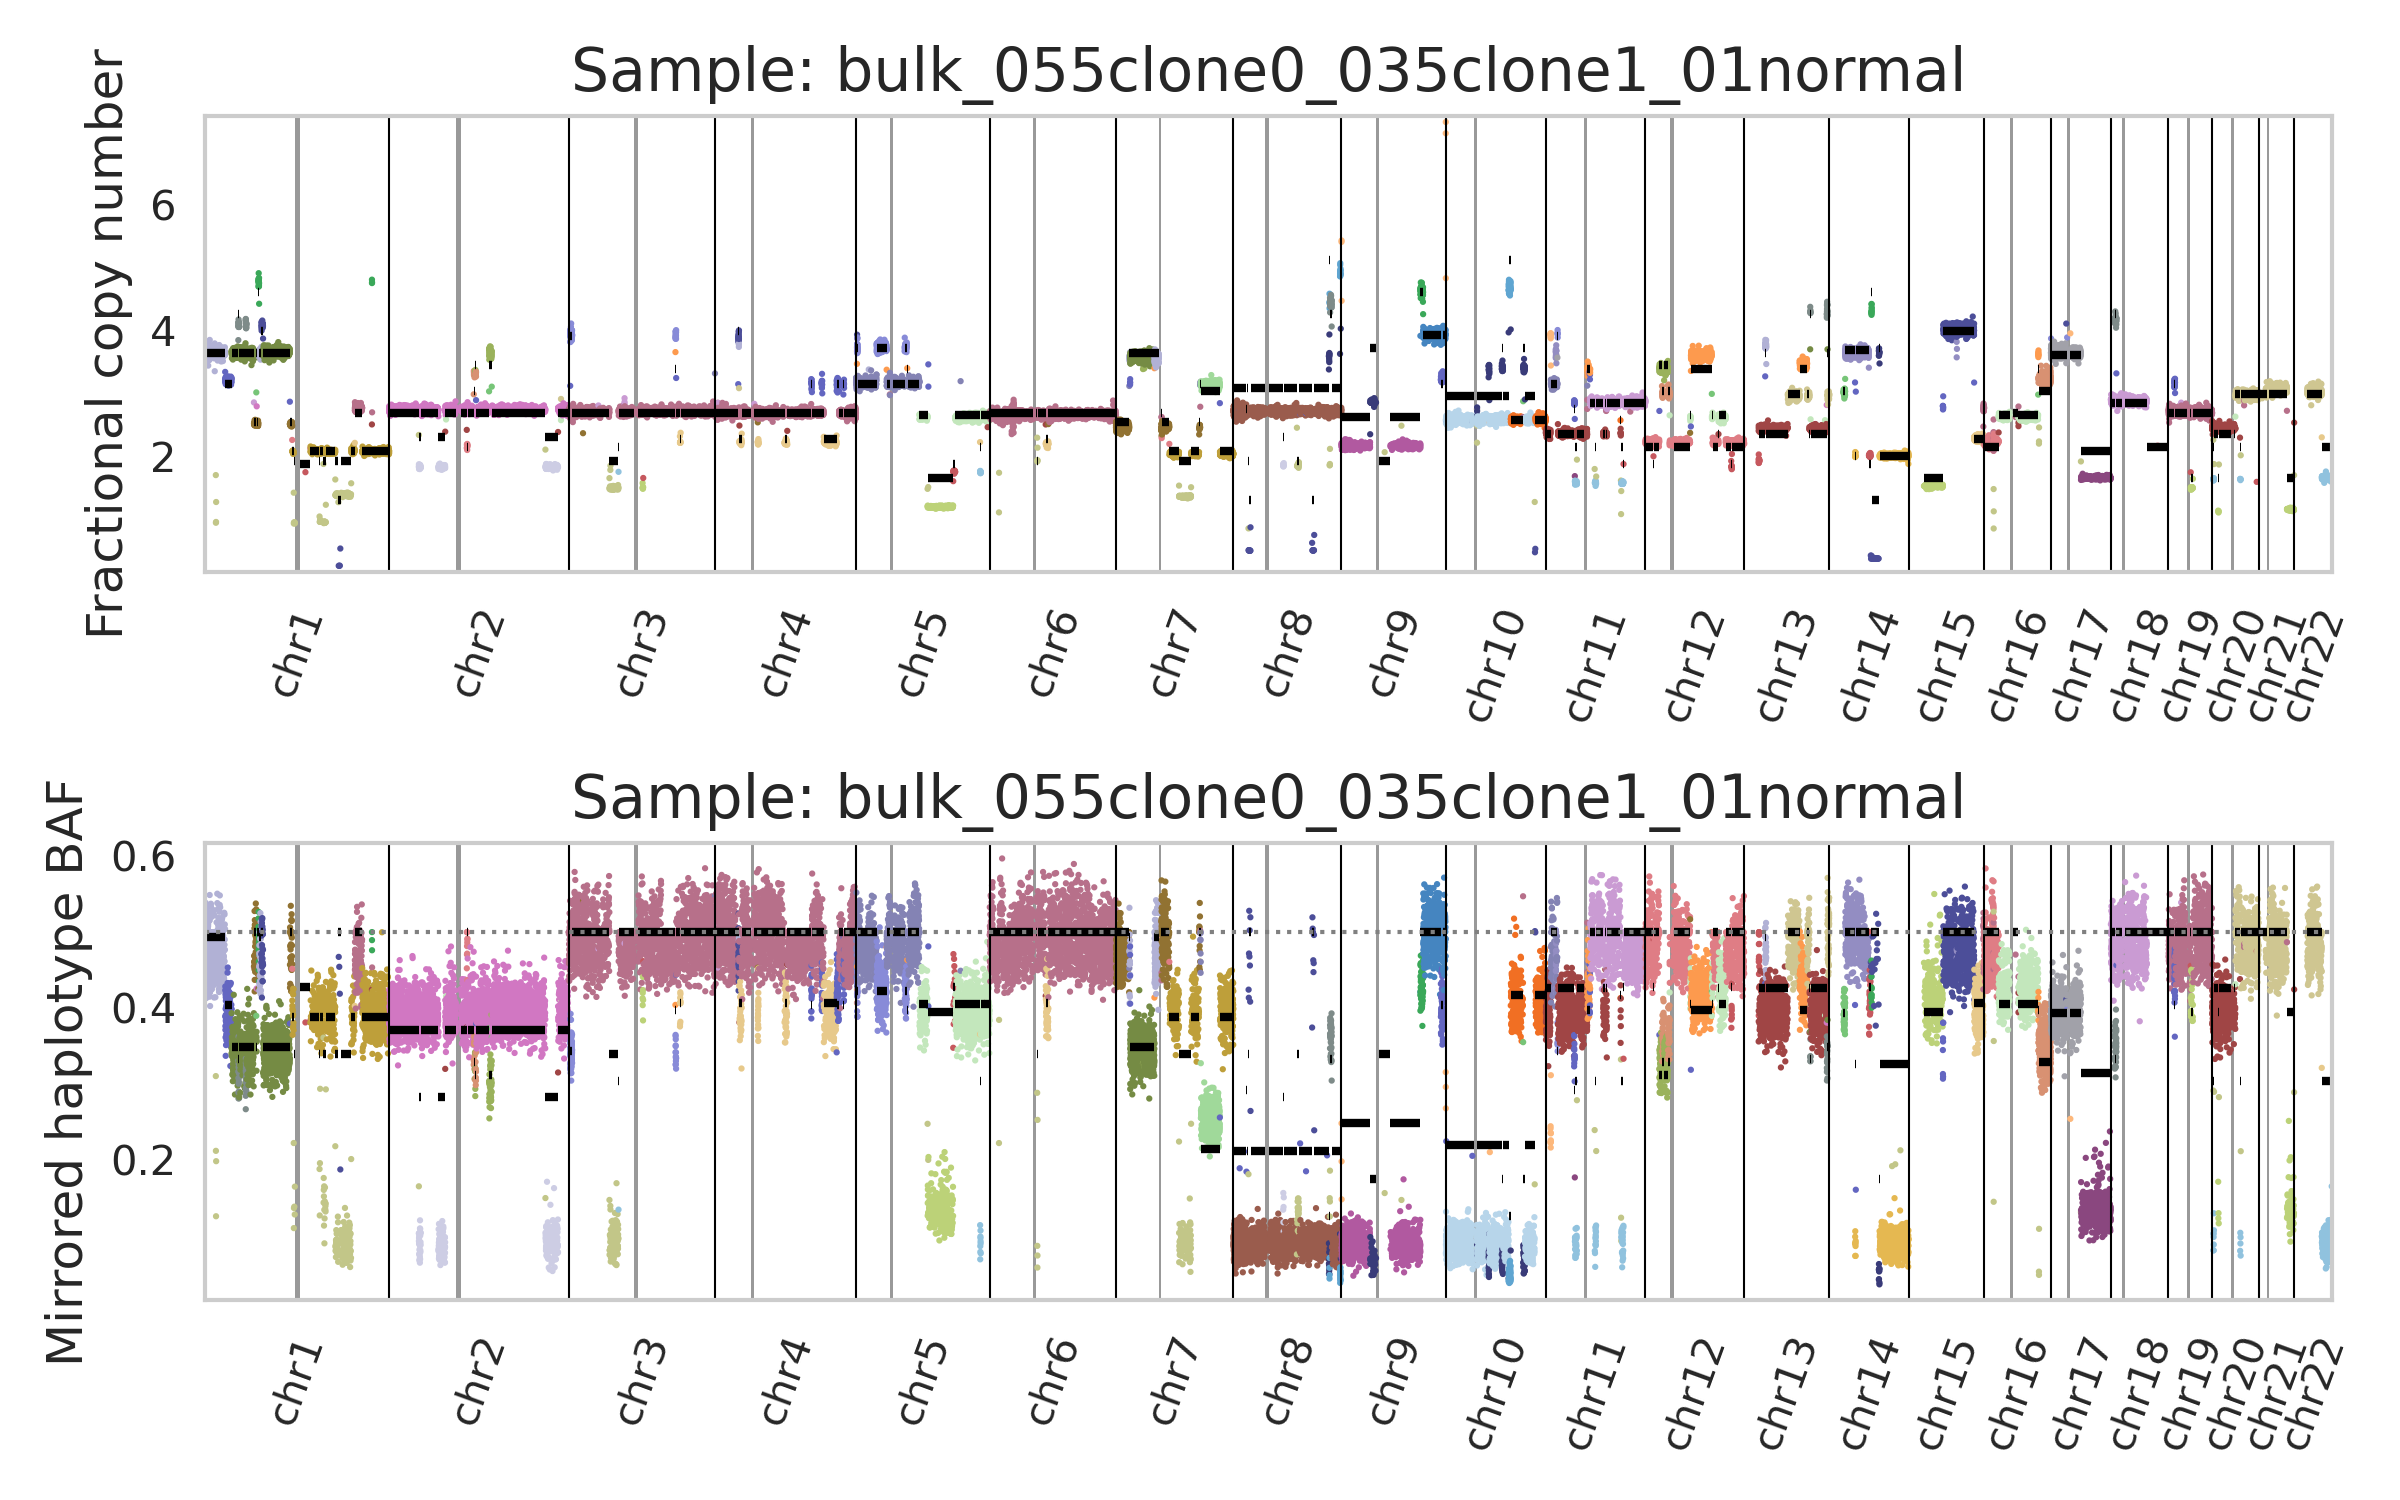 Sample: bulk_055clone0_035clone1_01normal
Fractional copy number
6
4
2
chr1 chr2 chr3 chr4 chr5 chr6 chr7 chr8 chr9 chr10 chr11 chr12 chr13 chr14 chr15 chr16 chr17 chr18 chr19 chr20 chr21 chr22
Sample: bulk_055clone0_035clone1_01normal
Mirrored haplotype BAF
0.6
0.4
0.2
chr1 chr2 chr3 chr4 chr5 chr6 chr7 chr8 chr9 chr10 chr11 chr12 chr13 chr14 chr15 chr16 chr17 chr18 chr19 chr20 chr21 chr22